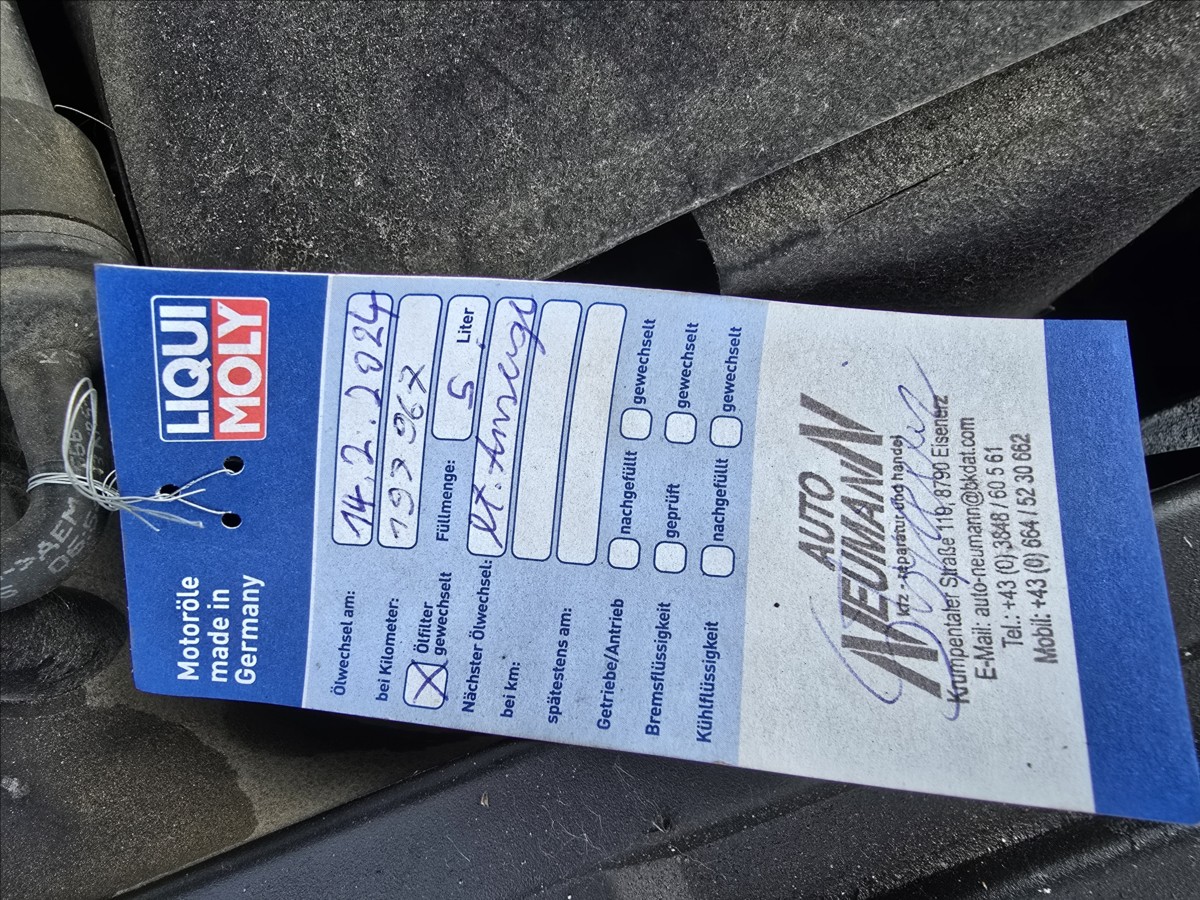 LIQUI
MOLY
Motoröle
made in
Germany
Ölwechsel am: 14.2.2024
bei Kilometer: 197 967
Ölfilter gewechselt Füllmenge: 5 Liter
Nächster Ölwechsel: lt. Anzeige
bei km:
spätestens am:
Getriebe/Antrieb nachgefüllt gewechselt
Bremsflüssigkeit geprüft gewechselt
Kühlflüssigkeit nachgefüllt gewechselt
AUTO
NEUMANN
kfz - reparatur und handel
Krumpentaler Straße 119, 8790 Eisenerz
E-Mail: auto-neumann@bkdat.com
Tel.: +43 (0) 3848 / 60 5 61
Mobil: +43 (0) 664 / 52 30 662